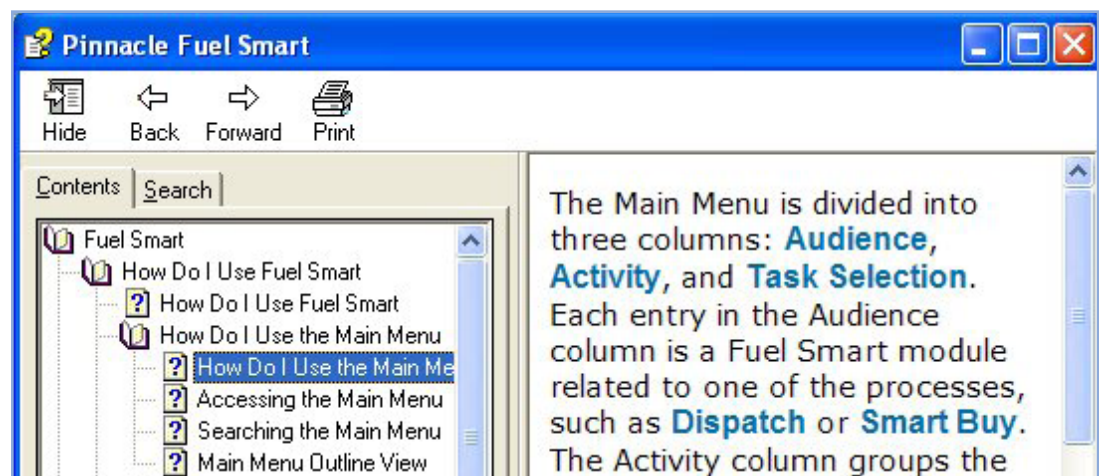 Pinnacle Fuel Smart
Hide Back Forward Print
Contents Search
Fuel Smart
How Do I Use Fuel Smart
How Do I Use Fuel Smart
How Do I Use the Main Menu
How Do I Use the Main Me
Accessing the Main Menu
Searching the Main Menu
Main Menu Outline View
The Main Menu is divided into
three columns: Audience,
Activity, and Task Selection.
Each entry in the Audience
column is a Fuel Smart module
related to one of the processes,
such as Dispatch or Smart Buy.
The Activity column groups the